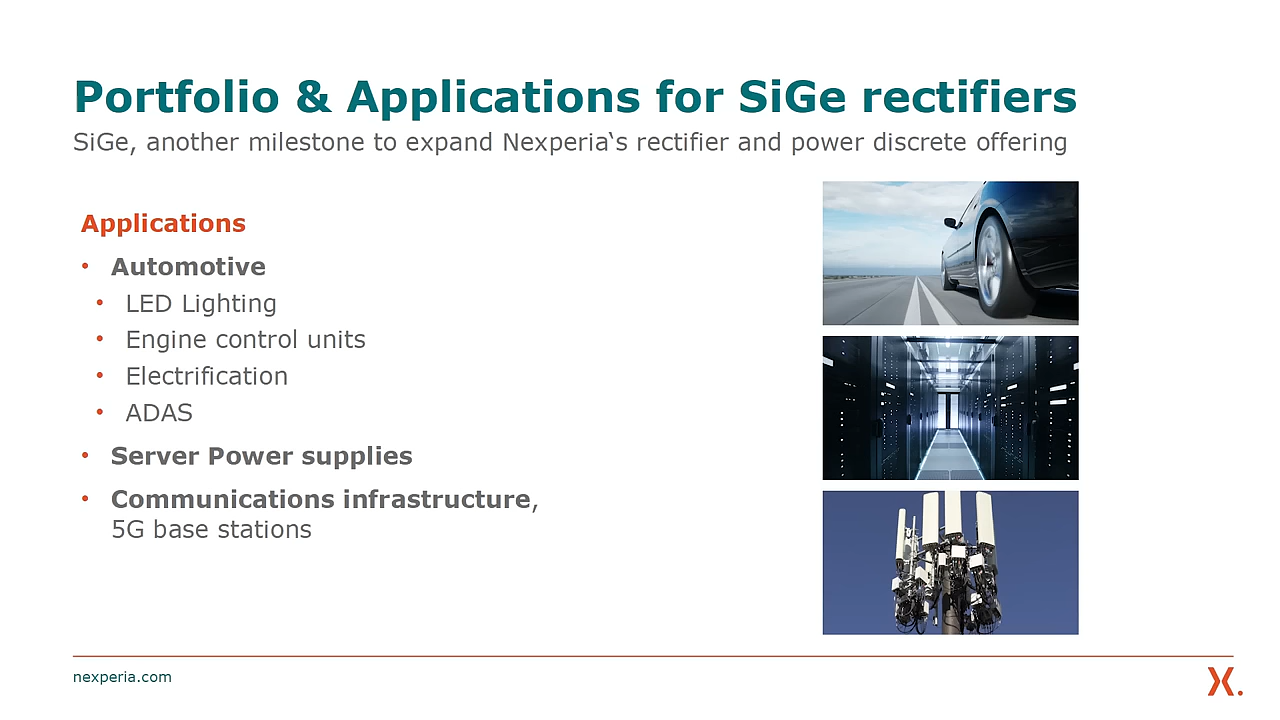 Portfolio & Applications for SiGe rectifiers
SiGe, another milestone to expand Nexperia‘s rectifier and power discrete offering
Applications
• Automotive
• LED Lighting
• Engine control units
• Electrification
• ADAS
• Server Power supplies
• Communications infrastructure,
5G base stations
nexperia.com